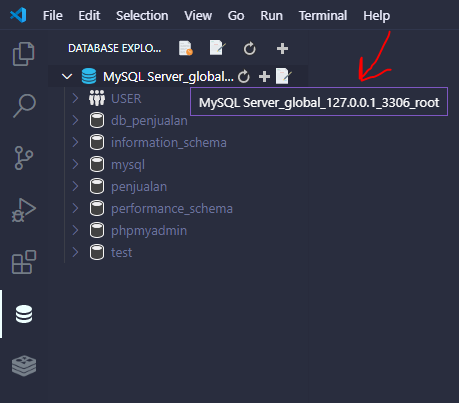 File Edit Selection View Go Run Terminal Help
DATABASE EXPLO...
MySQL Server_global...
MySQL Server_global_127.0.0.1_3306_root
USER
db_penjualan
information_schema
mysql
penjualan
performance_schema
phpmyadmin
test